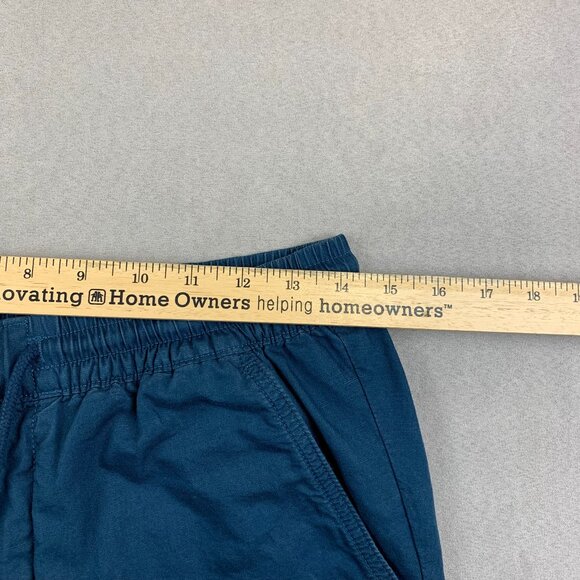 8 9 10 11 12 13 14 15 16 17 18
ovating Home Owners helping homeowners™